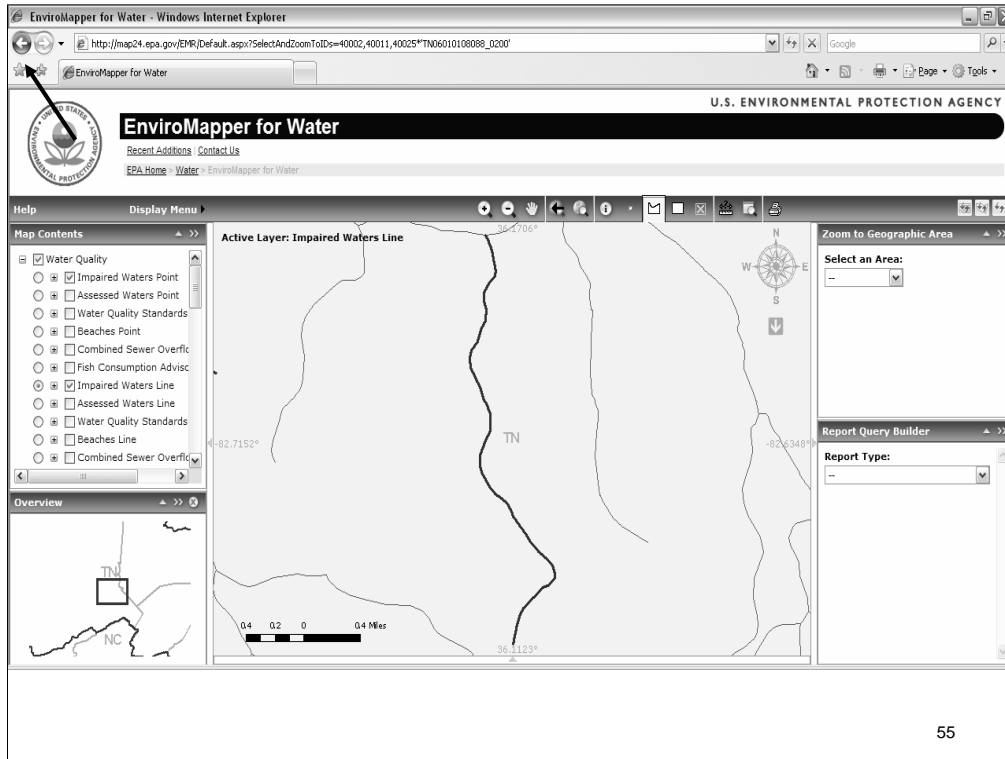 EnviroMapper for Water - Windows Internet Explorer
http://map24.epa.gov/EMR/Default.aspx?SelectAndZoomToIDs=40002,40011,40025*'TN06010108088_0200'
Google
EnviroMapper for Water
Page
Tools
U.S. ENVIRONMENTAL PROTECTION AGENCY
UNITED STATES
ENVIRONMENTAL PROTECTION
EnviroMapper for Water
Recent Additions | Contact Us
EPA Home > Water > EnviroMapper for Water
Help
Display Menu
Map Contents
Water Quality
Impaired Waters Point
Assessed Waters Point
Water Quality Standards
Beaches Point
Combined Sewer Overflo
Fish Consumption Advisc
Impaired Waters Line
Assessed Waters Line
Water Quality Standards
Beaches Line
Combined Sewer Overflo
Overview
TN
NC
Active Layer: Impaired Waters Line
36.1706°
N
W
E
S
-82.7152°
TN
-82.6348°
0.4 0.2 0 0.4 Miles
36.1123°
Zoom to Geographic Area
Select an Area:
--
Report Query Builder
Report Type:
--
55